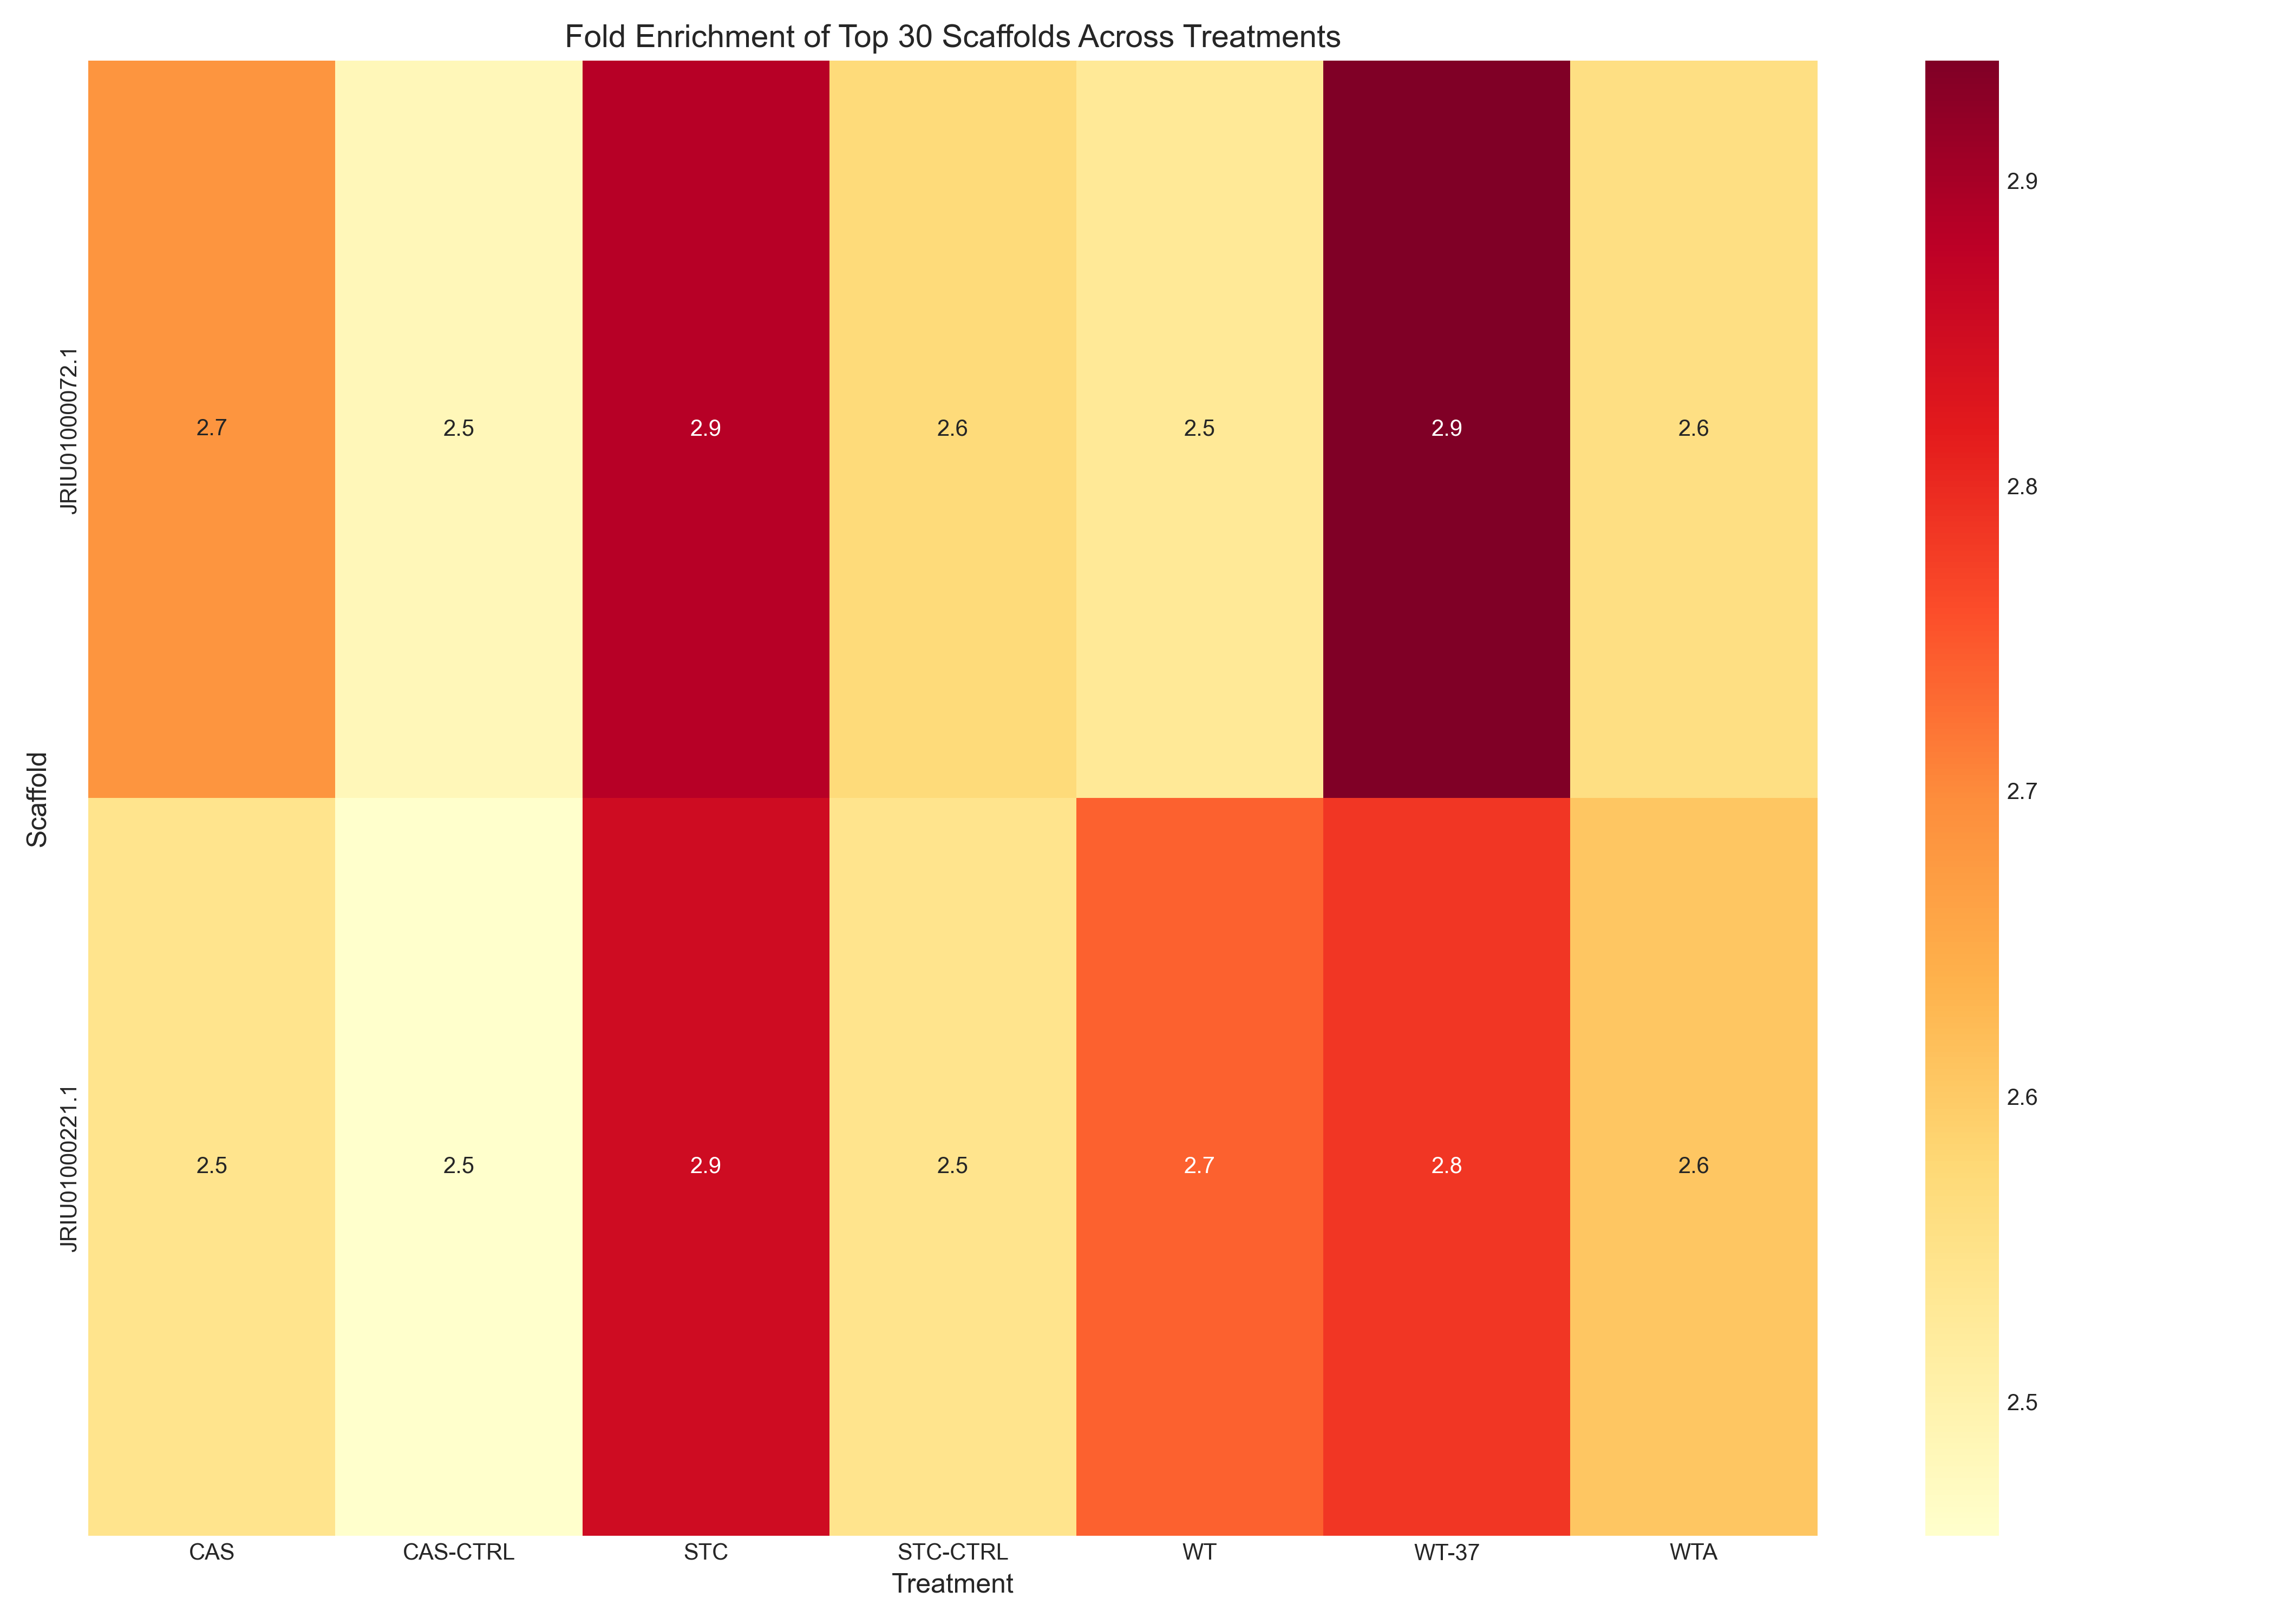 Fold Enrichment of Top 30 Scaffolds Across Treatments
Scaffold
JRIU01000072.1
2.7 2.5 2.9 2.6 2.5 2.9 2.6
JRIU01000221.1
2.5 2.5 2.9 2.5 2.7 2.8 2.6
CAS CAS-CTRL STC STC-CTRL WT WT-37 WTA
Treatment
2.9
2.8
2.7
2.6
2.5